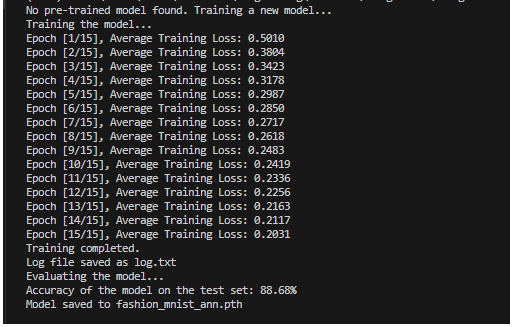 No pre-trained model found. Training a new model...
Training the model...
Epoch [1/15], Average Training Loss: 0.5010
Epoch [2/15], Average Training Loss: 0.3804
Epoch [3/15], Average Training Loss: 0.3423
Epoch [4/15], Average Training Loss: 0.3178
Epoch [5/15], Average Training Loss: 0.2987
Epoch [6/15], Average Training Loss: 0.2850
Epoch [7/15], Average Training Loss: 0.2717
Epoch [8/15], Average Training Loss: 0.2618
Epoch [9/15], Average Training Loss: 0.2483
Epoch [10/15], Average Training Loss: 0.2419
Epoch [11/15], Average Training Loss: 0.2336
Epoch [12/15], Average Training Loss: 0.2256
Epoch [13/15], Average Training Loss: 0.2163
Epoch [14/15], Average Training Loss: 0.2117
Epoch [15/15], Average Training Loss: 0.2031
Training completed.
Log file saved as log.txt
Evaluating the model...
Accuracy of the model on the test set: 88.68%
Model saved to fashion_mnist_ann.pth